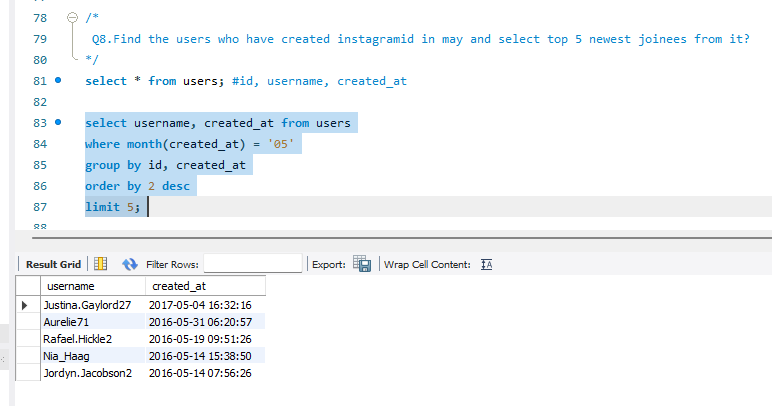 78 /*
79 Q8.Find the users who have created instagramid in may and select top 5 newest joinees from it?
80 */
81 select * from users; #id, username, created_at
82
83 select username, created_at from users
84 where month(created_at) = '05'
85 group by id, created_at
86 order by 2 desc
87 limit 5;
88
Result Grid Filter Rows: Export: Wrap Cell Content: IA
username created_at
Justina.Gaylord27 2017-05-04 16:32:16
Aurelie71 2016-05-31 06:20:57
Rafael.Hickle2 2016-05-19 09:51:26
Nia_Haag 2016-05-14 15:38:50
Jordyn.Jacobson2 2016-05-14 07:56:26